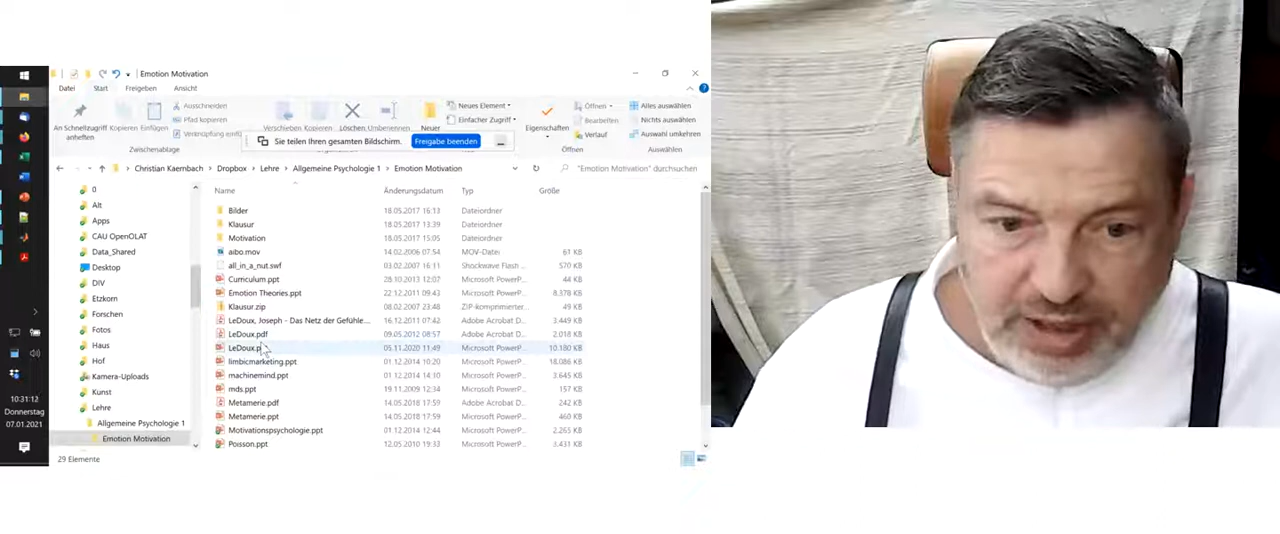 Emotion Motivation
Datei Start Freigeben Ansicht
An Schnellzugriff anheften
Kopieren
Einfügen
Ausschneiden
Pfad kopieren
Zwischenablage
Verschieben Kopieren Löschen Umbenennen
Neuer
Neues Element
Einfacher Zugriff
Eigenschaften
Öffnen
Bearbeiten
Verlauf
Öffnen
Alles auswählen
Nichts auswählen
Auswahl umkehren
Auswählen
Sie teilen Ihren gesamten Bildschirm. Freigabe beenden
Christian Kaernbach > Dropbox > Lehre > Allgemeine Psychologie 1 > Emotion Motivation
"Emotion Motivation" durchsuchen
0
Alt
Apps
CAU OpenOLAT
Data_Shared
Desktop
DIV
Etzkorn
Forschen
Fotos
Haus
Hof
Kamera-Uploads
Kunst
Lehre
Allgemeine Psychologie 1
Emotion Motivation
Name Änderungsdatum Typ Größe
Bilder 18.05.2017 16:13 Dateiordner
Klausur 18.05.2017 13:39 Dateiordner
Motivation 18.05.2017 15:05 Dateiordner
aibo.mov 14.02.2006 07:54 MOV-Datei 61 KB
all_in_a_nut.swf 03.02.2007 16:11 Shockwave Flash ... 570 KB
Curriculum.ppt 28.10.2013 12:07 Microsoft PowerP... 44 KB
Emotion Theories.ppt 22.12.2011 09:43 Microsoft PowerP... 8.378 KB
Klausur.zip 08.02.2007 23:48 ZIP-komprimierter... 49 KB
LeDoux, Joseph - Das Netz der Gefühle... 16.12.2011 07:42 Adobe Acrobat D... 3.449 KB
LeDoux.pdf 09.05.2012 08:57 Adobe Acrobat D... 2.018 KB
LeDoux.p 05.11.2020 11:49 Microsoft PowerP... 10.180 KB
limbicmarketing.ppt 01.12.2014 10:20 Microsoft PowerP... 18.086 KB
machinemind.ppt 01.12.2014 14:10 Microsoft PowerP... 3.645 KB
mds.ppt 19.11.2009 12:34 Microsoft PowerP... 157 KB
Metamerie.pdf 14.05.2018 17:59 Adobe Acrobat D... 242 KB
Metamerie.ppt 14.05.2018 17:59 Microsoft PowerP... 460 KB
Motivationspsychologie.ppt 01.12.2014 12:44 Microsoft PowerP... 2.265 KB
Poisson.ppt 12.05.2010 19:33 Microsoft PowerP... 3.431 KB
29 Elemente
10:31:12
Donnerstag
07.01.2021